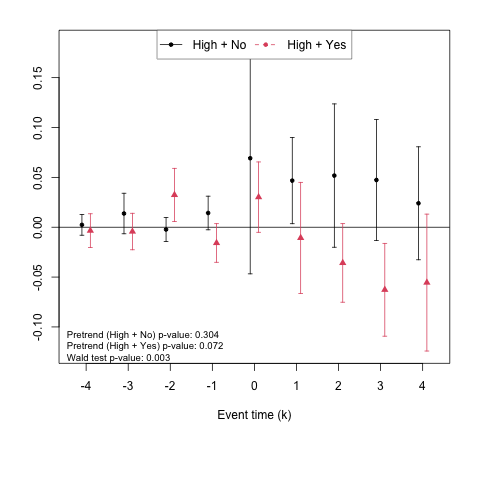 High + No High + Yes
0.15
0.10
0.05
0.00
-0.05
-0.10
Pretrend (High + No) p-value: 0.304
Pretrend (High + Yes) p-value: 0.072
Wald test p-value: 0.003
-4 -3 -2 -1 0 1 2 3 4
Event time (k)